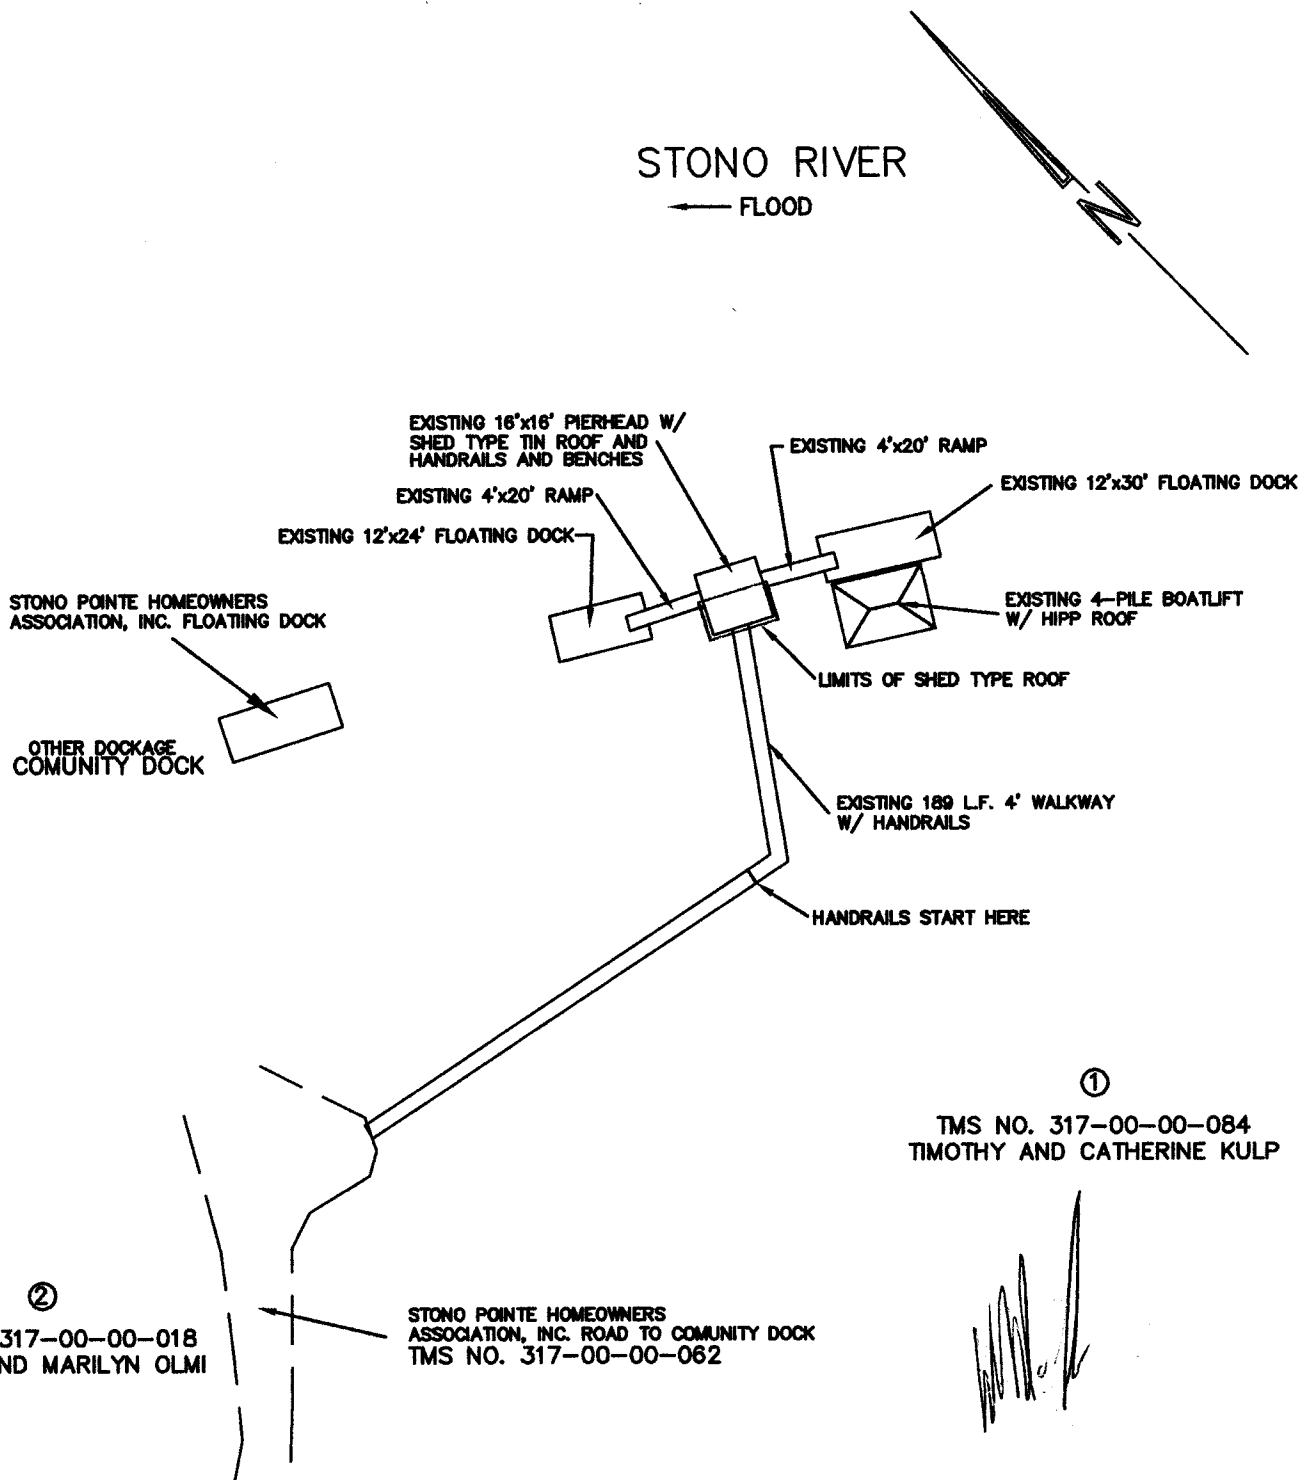 STONO RIVER
FLOOD
N
EXISTING 16'x16' PIERHEAD W/
SHED TYPE TIN ROOF AND
HANDRAILS AND BENCHES
EXISTING 4'x20' RAMP
EXISTING 4'x20' RAMP
EXISTING 12'x30' FLOATING DOCK
EXISTING 12'x24' FLOATING DOCK
STONO POINTE HOMEOWNERS
ASSOCIATION, INC. FLOATIING DOCK
EXISTING 4-PILE BOATLIFT
W/ HIPP ROOF
LIMITS OF SHED TYPE ROOF
OTHER DOCKAGE
COMUNITY DOCK
EXISTING 189 L.F. 4' WALKWAY
W/ HANDRAILS
HANDRAILS START HERE
①
TMS NO. 317-00-00-084
TIMOTHY AND CATHERINE KULP
②
317-00-00-018
ND MARILYN OLMI
STONO POINTE HOMEOWNERS
ASSOCIATION, INC. ROAD TO COMUNITY DOCK
TMS NO. 317-00-00-062